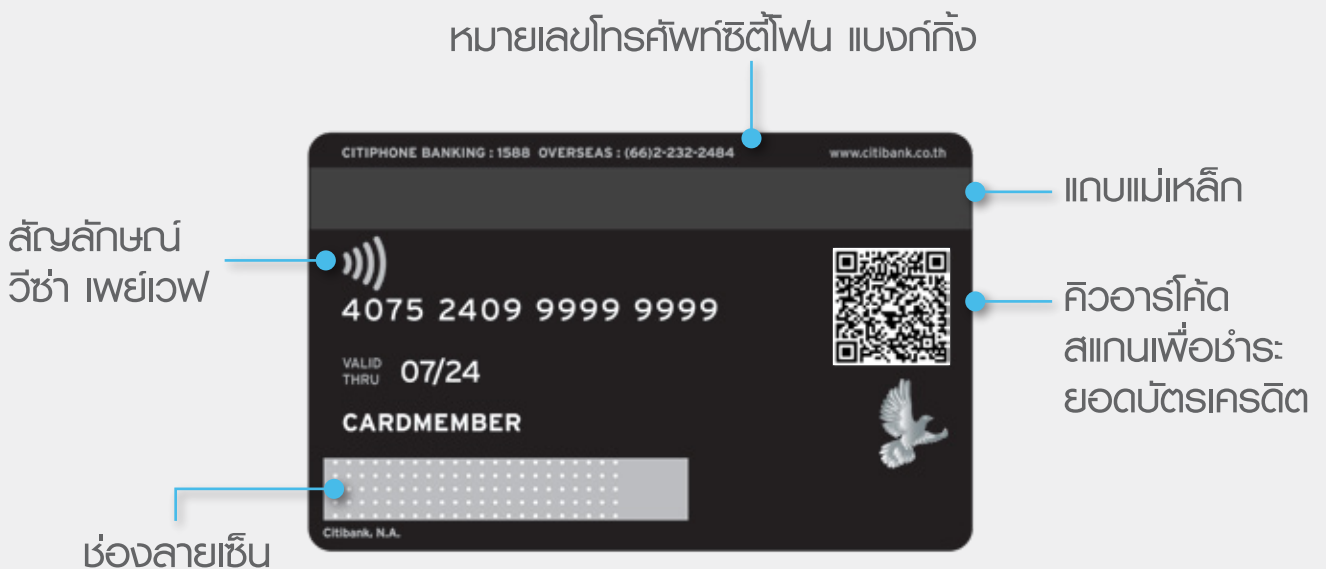 หมายเลขโทรศัพท์ซิตี้โฟน แบงก์กิ้ง
CITIPHONE BANKING : 1588 OVERSEAS : (66)2-232-2484
www.citibank.co.th
แถบแม่เหล็ก
สัญลักษณ์
วีซ่า เพย์เวฟ
4075 2409 9999 9999
คิวอาร์โค้ด
สแกนเพื่อชำระ
ยอดบัตรเครดิต
VALID
THRU 07/24
CARDMEMBER
Citibank, N.A.
ช่องลายเซ็น